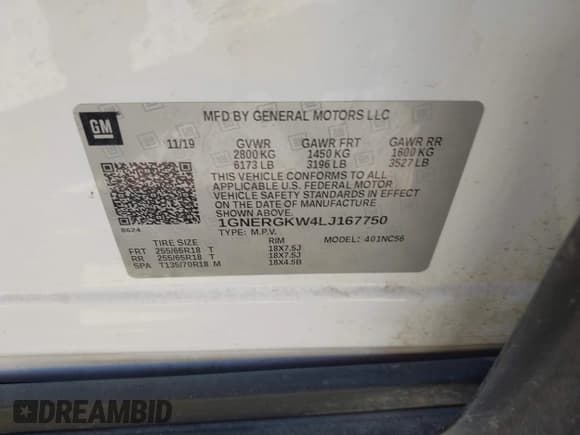 GM
MFD BY GENERAL MOTORS LLC
11/19 GVWR GAWR FRT GAWR RR
2800 KG 1450 KG 1600 KG
6173 LB 3196 LB 3527 LB
THIS VEHICLE CONFORMS TO ALL
APPLICABLE U.S. FEDERAL MOTOR
VEHICLE SAFETY STANDARDS IN EFFECT
ON THE DATE OF MANUFACTURE
SHOWN ABOVE.
8624
1GNERGKW4LJ167750
TYPE: M.P.V. MODEL: 401NC56
TIRE SIZE RIM
FRT 255/65R18 T 18X7.5J
RR 255/65R18 T 18X7.5J
SPA T135/70R18 M 18X4.5B
DREAMBID